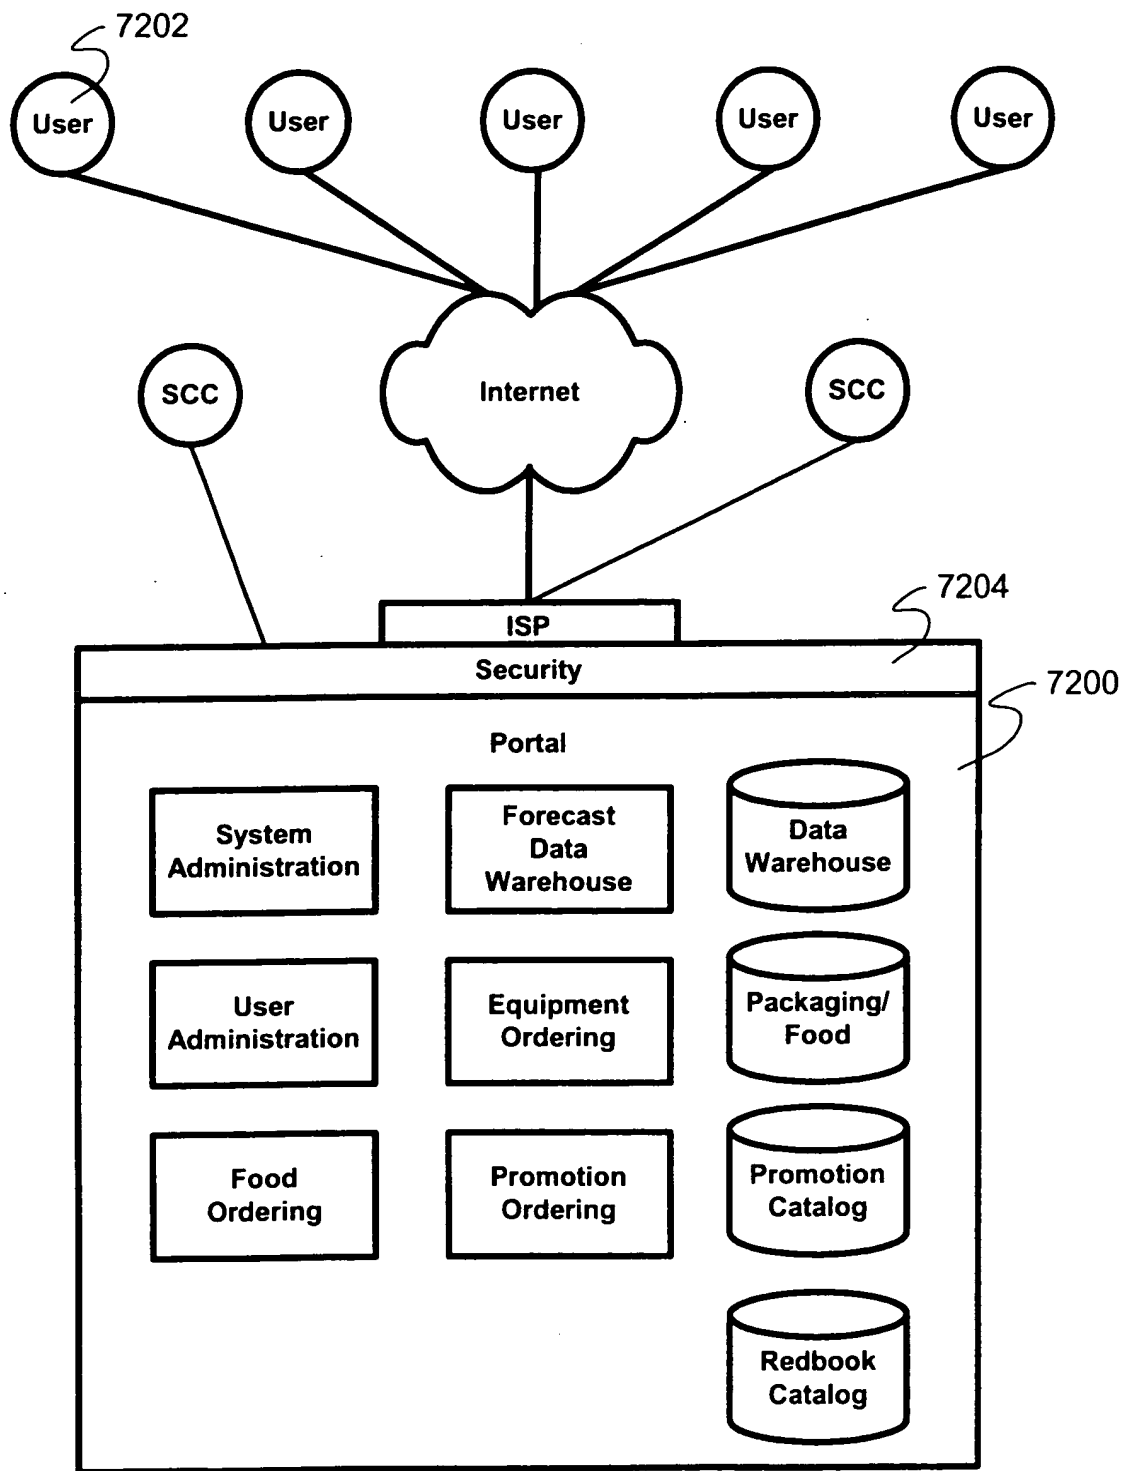 7202
User
User
User
User
User
SCC
Internet
SCC
7204
ISP
Security
7200
Portal
System
Administration
Forecast
Data
Warehouse
Data
Warehouse
User
Administration
Equipment
Ordering
Packaging/
Food
Food
Ordering
Promotion
Ordering
Promotion
Catalog
Redbook
Catalog